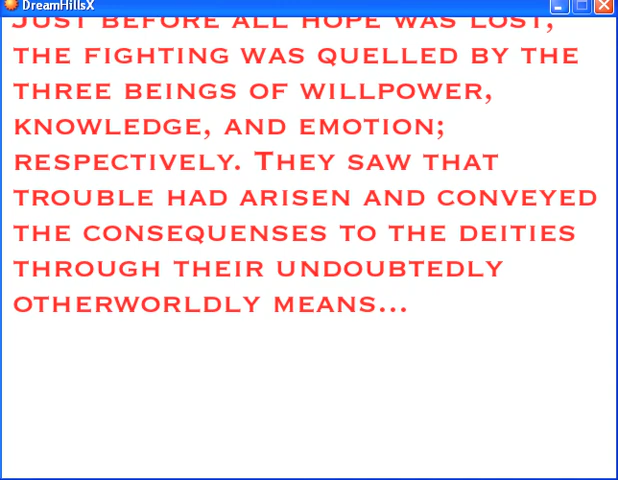 DreamHillsX
JUST BEFORE ALL HOPE WAS LOST,
THE FIGHTING WAS QUELLED BY THE
THREE BEINGS OF WILLPOWER,
KNOWLEDGE, AND EMOTION;
RESPECTIVELY. THEY SAW THAT
TROUBLE HAD ARISEN AND CONVEYED
THE CONSEQUENSES TO THE DEITIES
THROUGH THEIR UNDOUBTEDLY
OTHERWORLDLY MEANS...